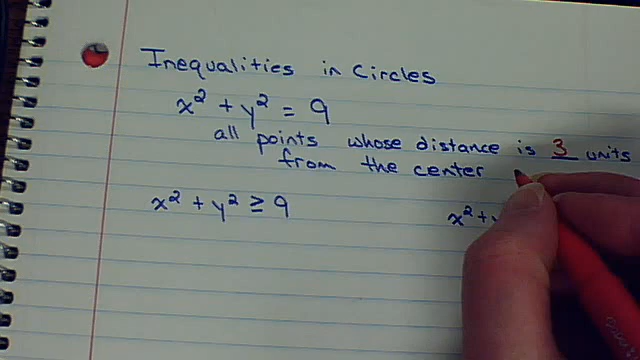 Inequalities in Circles
x² + y² = 9
all points whose distance is 3 units
from the center
x² + y² ≥ 9 x² +